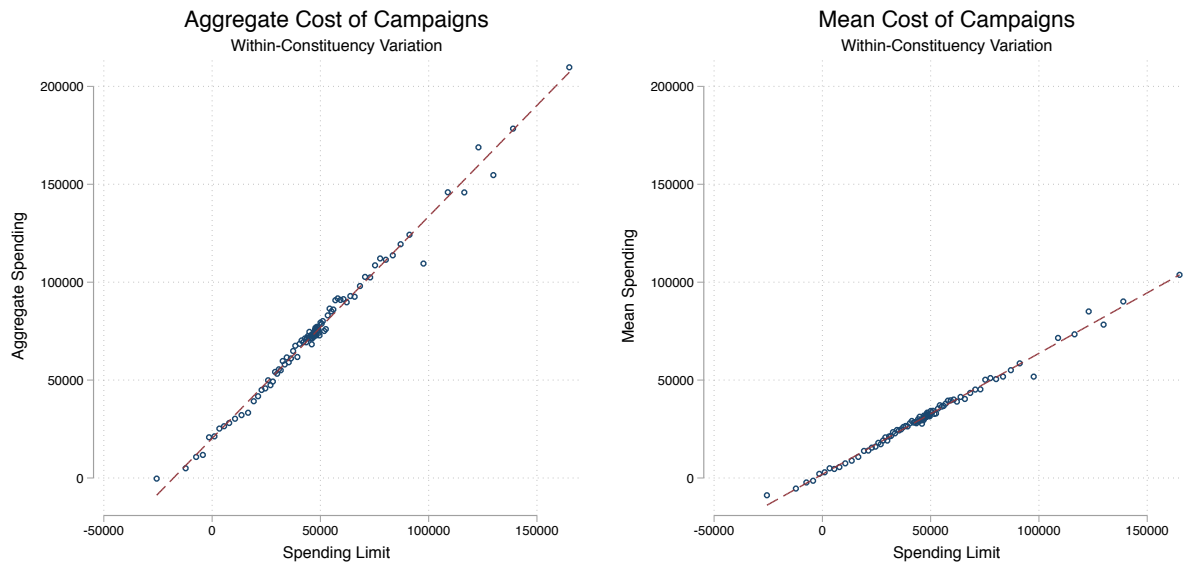 Aggregate Cost of Campaigns
Within-Constituency Variation
Aggregate Spending
200000
150000
100000
50000
0
-50000 0 50000 100000 150000
Spending Limit
Mean Cost of Campaigns
Within-Constituency Variation
Mean Spending
200000
150000
100000
50000
0
-50000 0 50000 100000 150000
Spending Limit